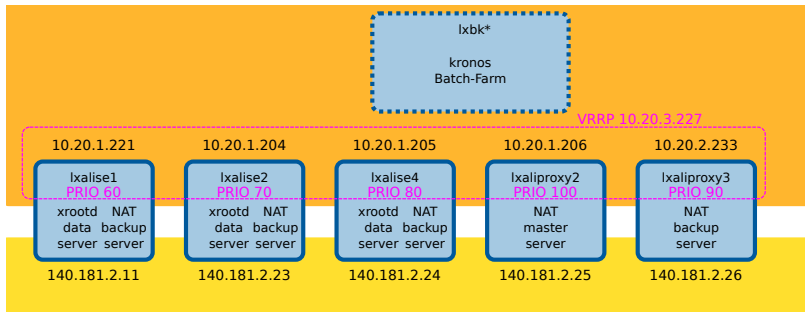 lxbk*
kronos
Batch-Farm
VRRP 10.20.3.227
10.20.1.221 10.20.1.204 10.20.1.205 10.20.1.206 10.20.2.233
lxalise1 lxalise2 lxalise4 lxaliproxy2 lxaliproxy3
PRIO 60 PRIO 70 PRIO 80 PRIO 100 PRIO 90
xrootd NAT xrootd NAT xrootd NAT NAT NAT
data backup data backup data backup master backup
server server server server server server server server
140.181.2.11 140.181.2.23 140.181.2.24 140.181.2.25 140.181.2.26